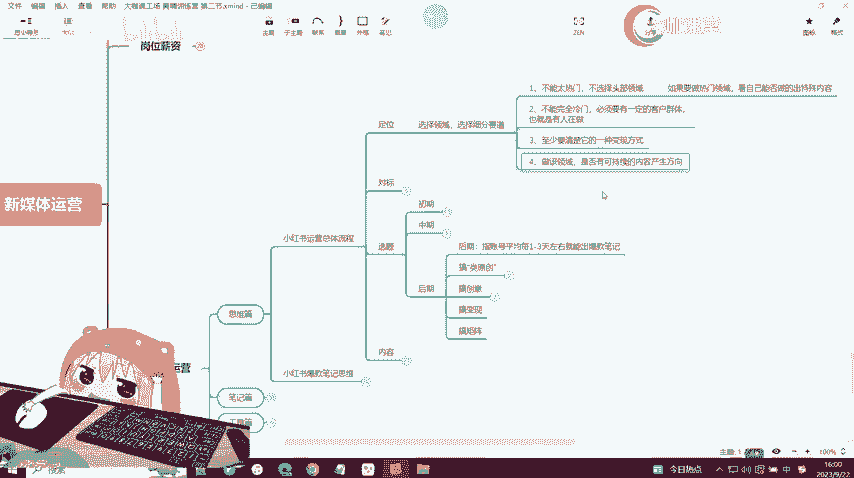 文件 编辑 插入 查看 帮助 大咖课工场 周晴训练营 第二节.xmind - 已编辑
主题 子主题 联系 概要 外框 笔记 ZEN 分享 图标 格式
岗位薪资
新媒体运营
思维篇
笔记篇
工具篇
运营
小红书运营总体流程
小红书爆款笔记思维
定位
选择领域,选择细分赛道
1、不能太热门,不选择头部领域 如果要做热门领域,看自己能否做的出特殊内容
2、不能完全冷门,必须要有一定的客户群体,
也就是有人在做
3、至少要满足它的一种变现方式
4、做该领域,是否有可持续的内容产生方向
对标
选题
初期
中期
后期
后期:指账号平均每1-3天左右就能出爆款笔记
搞“类原创”
搞创意
搞变现
搞矩阵
内容
100%
搜索
今日热点
中
16:00
2023/9/22